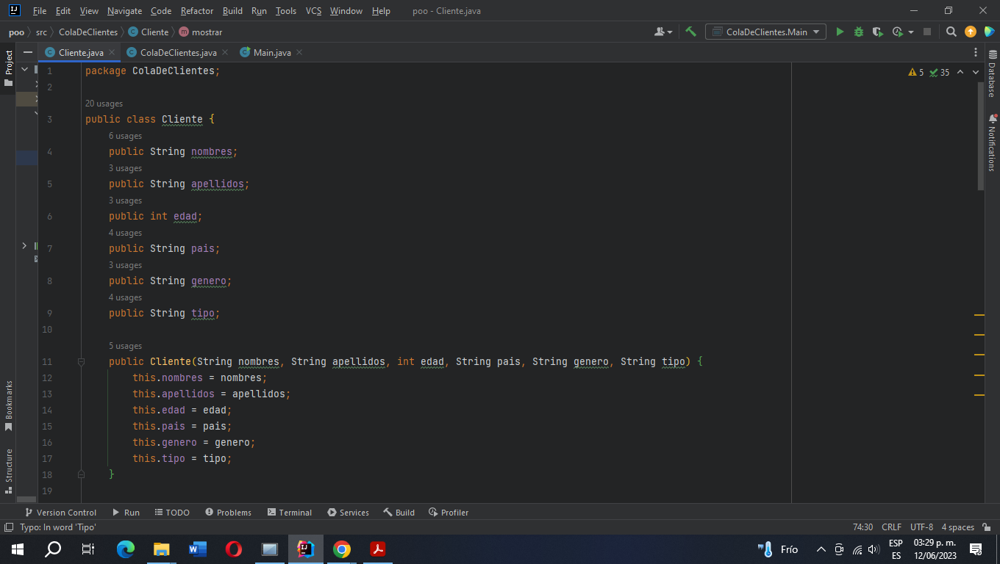 File Edit View Navigate Code Refactor Build Run Tools VCS Window Help poo - Cliente.java
poo src ColaDeClientes Cliente mostrar ColaDeClientes.Main
Project
Cliente.java ColaDeClientes.java Main.java
1 package ColaDeClientes;
5 35
Database
2
20 usages
3 public class Cliente {
6 usages
Notifications
4 public String nombres;
3 usages
5 public String apellidos;
3 usages
6 public int edad;
4 usages
7 public String pais;
3 usages
8 public String genero;
4 usages
9 public String tipo;
10
5 usages
11 public Cliente(String nombres, String apellidos, int edad, String pais, String genero, String tipo) {
12 this.nombres = nombres;
13 this.apellidos = apellidos;
14 this.edad = edad;
15 this.pais = pais;
16 this.genero = genero;
17 this.tipo = tipo;
18 }
19
Bookmarks
Structure
Version Control Run TODO Problems Terminal Services Build Profiler
Typo: In word 'Tipo' 74:30 CRLF UTF-8 4 spaces
Frío ESP 03:29 p. m.
ES 12/06/2023